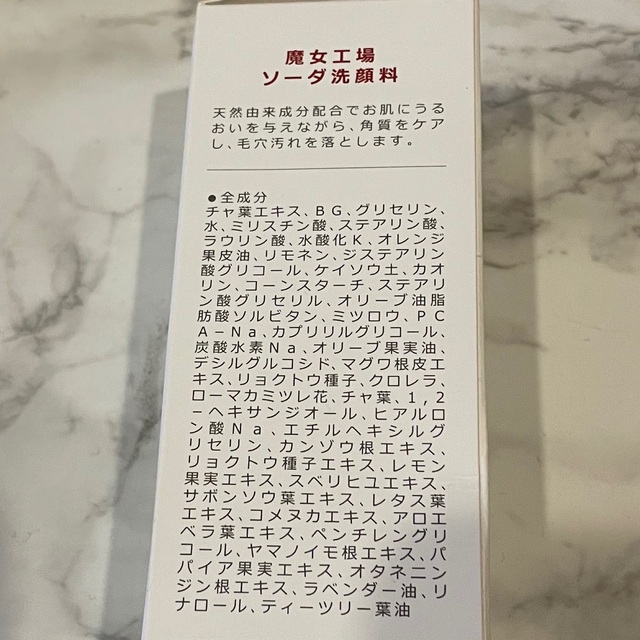 魔女工場
ソーダ洗顔料
天然由来成分配合でお肌にうる
おいを与えながら、角質をケア
し、毛穴汚れを落とします。
●全成分
チャ葉エキス、BG、グリセリン、
水、ミリスチン酸、ステアリン酸、
ラウリン酸、水酸化K、オレンジ
果皮油、リモネン、ジステアリン
酸グリコール、ケイソウ土、カオ
リン、コーンスターチ、ステアリ
ン酸グリセリル、オリーブ油脂
肪酸ソルビタン、ミツロウ、PC
A-Na、カプリリルグリコール、
炭酸水素Na、オリーブ果実油、
デシルグルコシド、マグワ根皮エ
キス、リョクトウ種子、クロレラ、
ローマカミツレ花、チャ葉、1,2
-ヘキサンジオール、ヒアルロ
ン酸Na、エチルヘキシルグ
リセリン、カンゾウ根エキス、
リョクトウ種子エキス、レモン
果実エキス、スベリヒユエキス、
サボンソウ葉エキス、レタス葉
エキス、コメヌカエキス、アロエ
ベラ葉エキス、ペンチレングリ
コール、ヤマノイモ根エキス、パ
パイア果実エキス、オタネニン
ジン根エキス、ラベンダー油、リ
ナロール、ティーツリー葉油